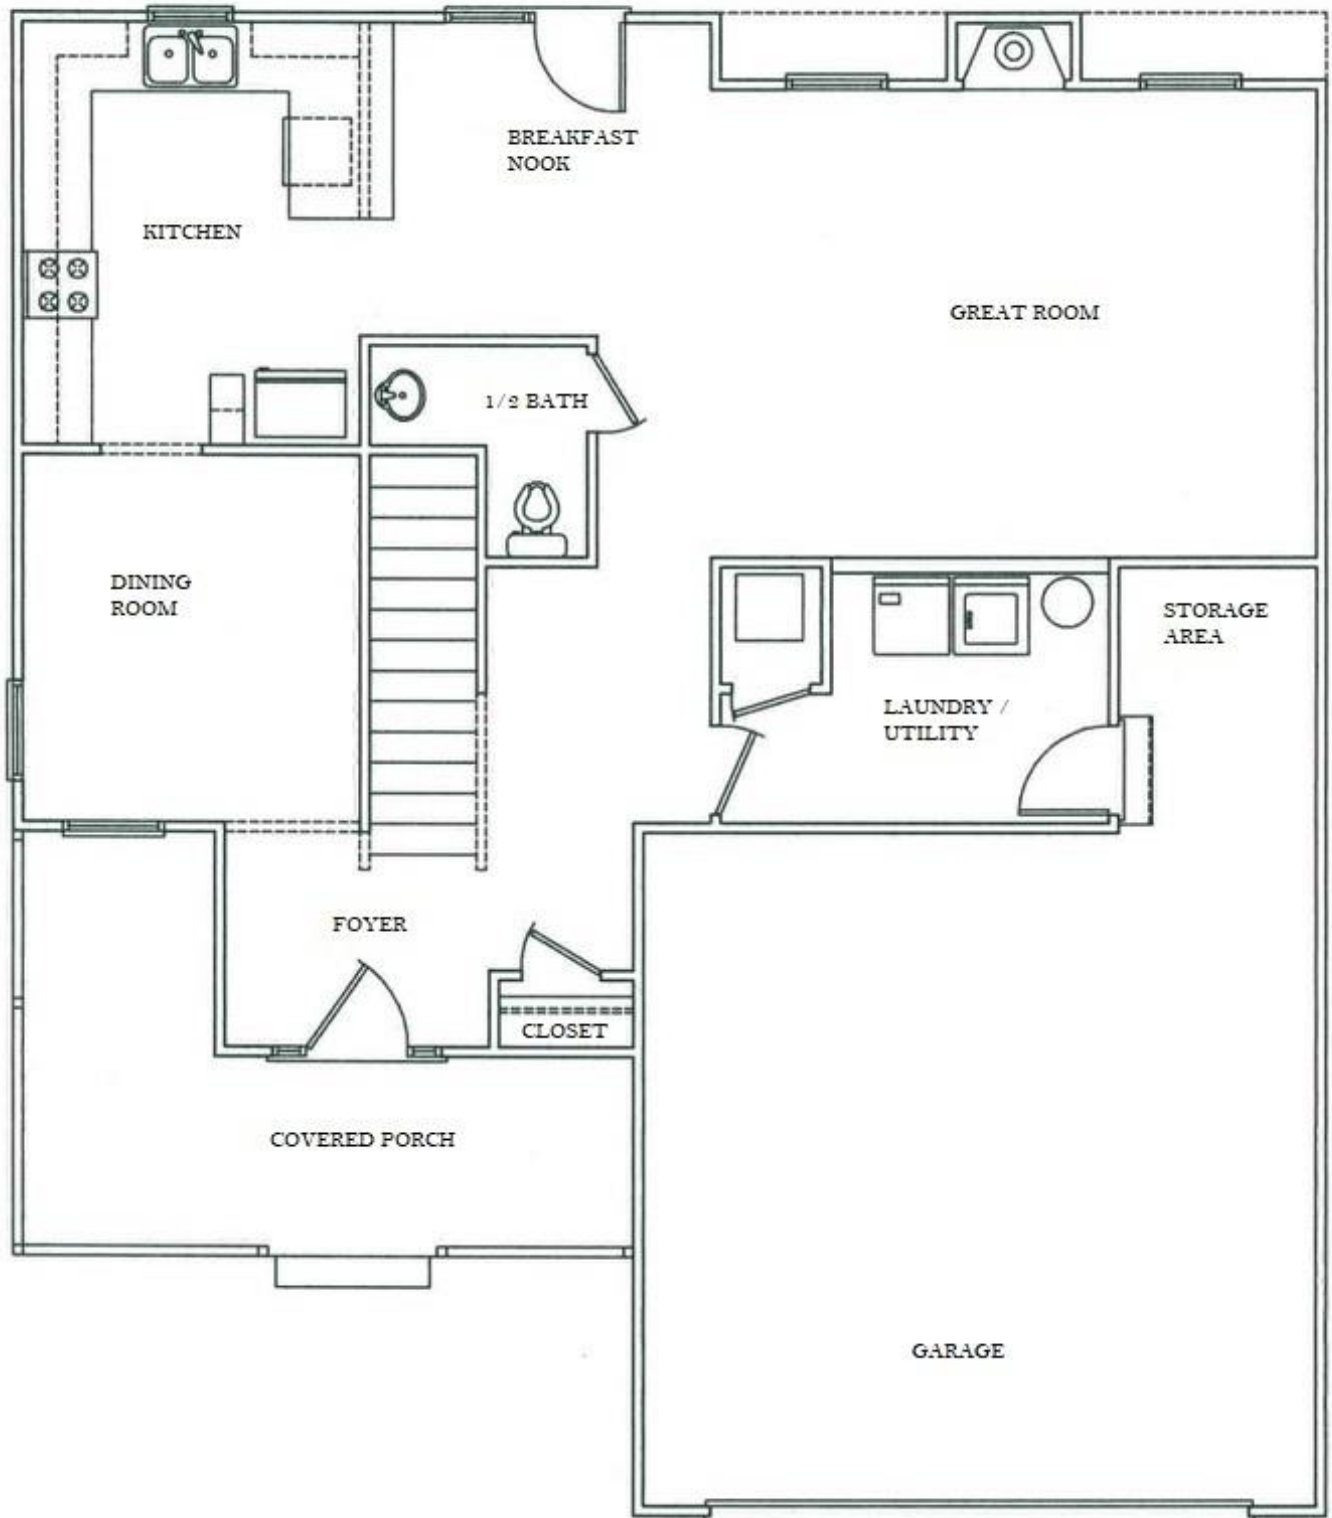 BREAKFAST
NOOK
KITCHEN
GREAT ROOM
1/2 BATH
DINING
ROOM
STORAGE
AREA
LAUNDRY /
UTILITY
FOYER
CLOSET
COVERED PORCH
GARAGE